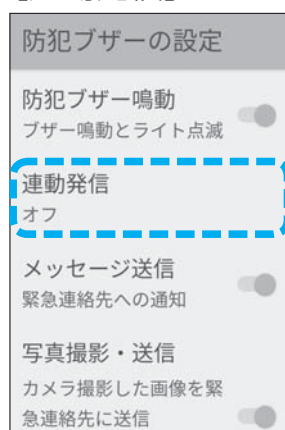 防犯ブザーの設定
防犯ブザー鳴動
ブザー鳴動とライト点滅
連動発信
オフ
メッセージ送信
緊急連絡先への通知
写真撮影・送信
カメラ撮影した画像を緊
急連絡先に送信